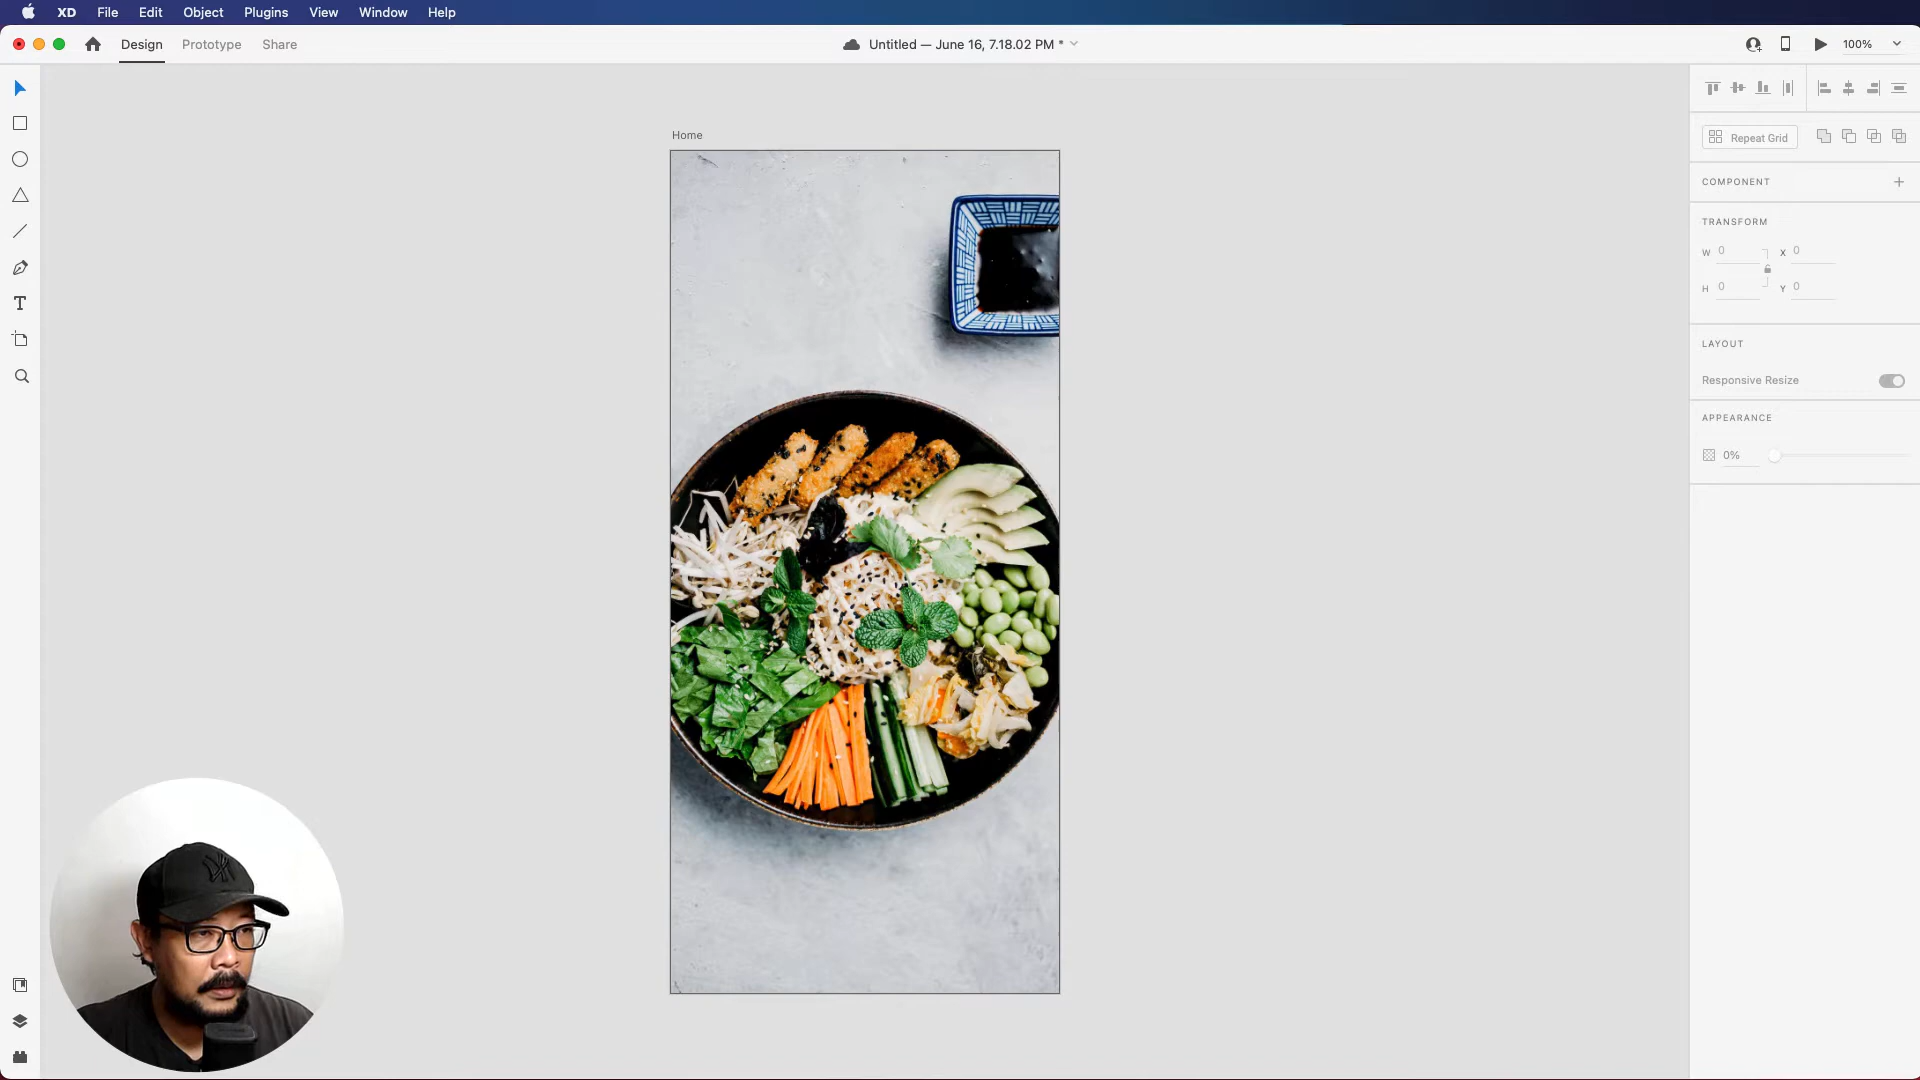 XD File Edit Object Plugins View Window Help
Design Prototype Share Untitled — June 16, 7.18.02 PM * 100%
Home
Repeat Grid
COMPONENT
TRANSFORM
W 0 X 0
H 0 Y 0
LAYOUT
Responsive Resize
APPEARANCE
0%
T